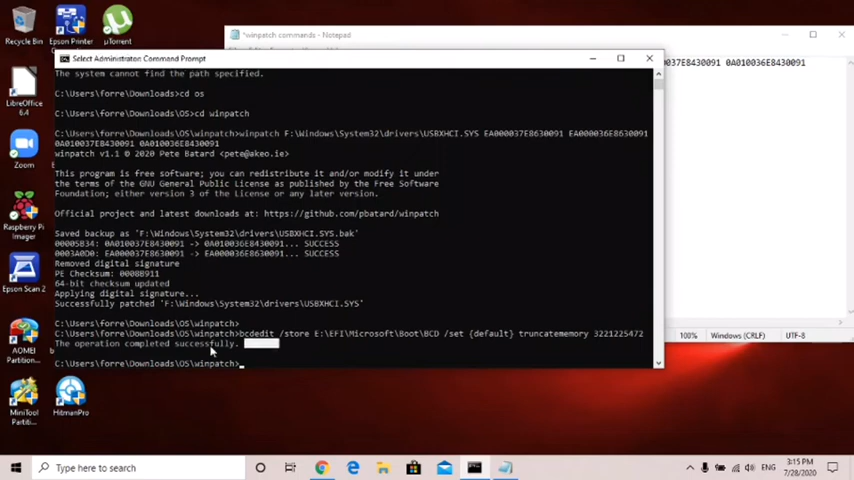 Recycle Bin
Epson Printer
µTorrent
*winpatch commands - Notepad
Select Administrator: Command Prompt
The system cannot find the path specified.
037E8430091 0A010036E8430091
C:\Users\forre\Downloads>cd os
C:\Users\forre\Downloads\OS>cd winpatch
C:\Users\forre\Downloads\OS\winpatch>winpatch F:\Windows\System32\drivers\USBXHCI.SYS EA000037E8630091 EA000036E8630091
0A010037E8430091 0A010036E8430091
winpatch v1.1 © 2020 Pete Batard <pete@akeo.ie>
This program is free software; you can redistribute it and/or modify it under
the terms of the GNU General Public License as published by the Free Software
Foundation; either version 3 of the License or any later version.
Official project and latest downloads at: https://github.com/pbatard/winpatch
Saved backup as 'F:\Windows\System32\drivers\USBXHCI.SYS.bak'
00005B34: 0A010037E8430091 -> 0A010036E8430091... SUCCESS
0003A0D0: EA000037E8630091 -> EA000036E8630091... SUCCESS
Removed digital signature
PE Checksum: 00088911
64-bit checksum updated
Applying digital signature...
Successfully patched 'F:\Windows\System32\drivers\USBXHCI.SYS'
C:\Users\forre\Downloads\OS\winpatch>
C:\Users\forre\Downloads\OS\winpatch>bcdedit /store E:\EFI\Microsoft\Boot\BCD /set {default} truncatememory 3221225472
The operation completed successfully.
C:\Users\forre\Downloads\OS\winpatch>
100%
Windows (CRLF)
UTF-8
LibreOffice
6.4
Zoom
Raspberry Pi
Imager
Epson Scan 2
AOMEI
Partition...
MiniTool
Partiti...
HitmanPro
Type here to search
ENG
3:15 PM
7/28/2020